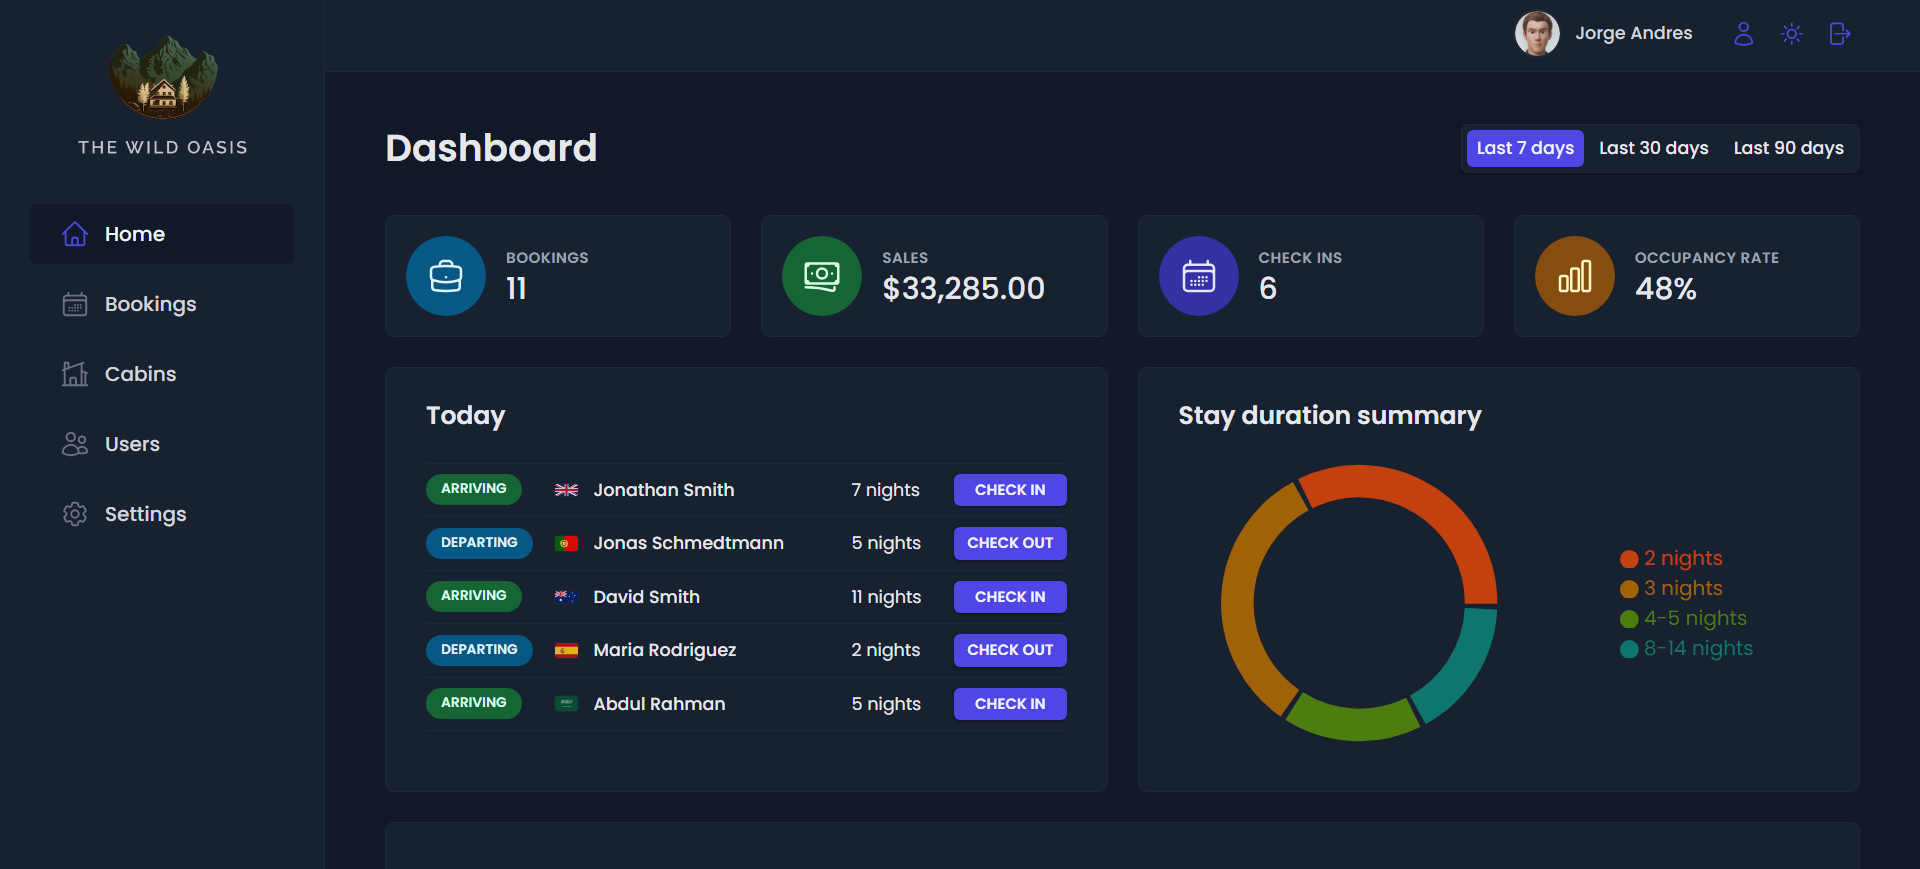 THE WILD OASIS
Home
Bookings
Cabins
Users
Settings
Jorge Andres
Dashboard
Last 7 days Last 30 days Last 90 days
BOOKINGS
11
SALES
$33,285.00
CHECK INS
6
OCCUPANCY RATE
48%
Today
ARRIVING Jonathan Smith 7 nights CHECK IN
DEPARTING Jonas Schmedtmann 5 nights CHECK OUT
ARRIVING David Smith 11 nights CHECK IN
DEPARTING Maria Rodriguez 2 nights CHECK OUT
ARRIVING Abdul Rahman 5 nights CHECK IN
Stay duration summary
2 nights
3 nights
4-5 nights
8-14 nights